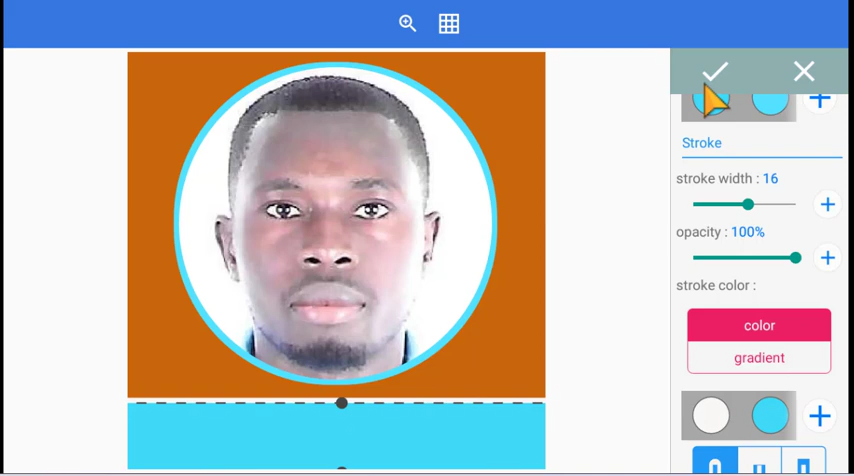 Stroke
stroke width : 16
opacity : 100%
stroke color :
color
gradient